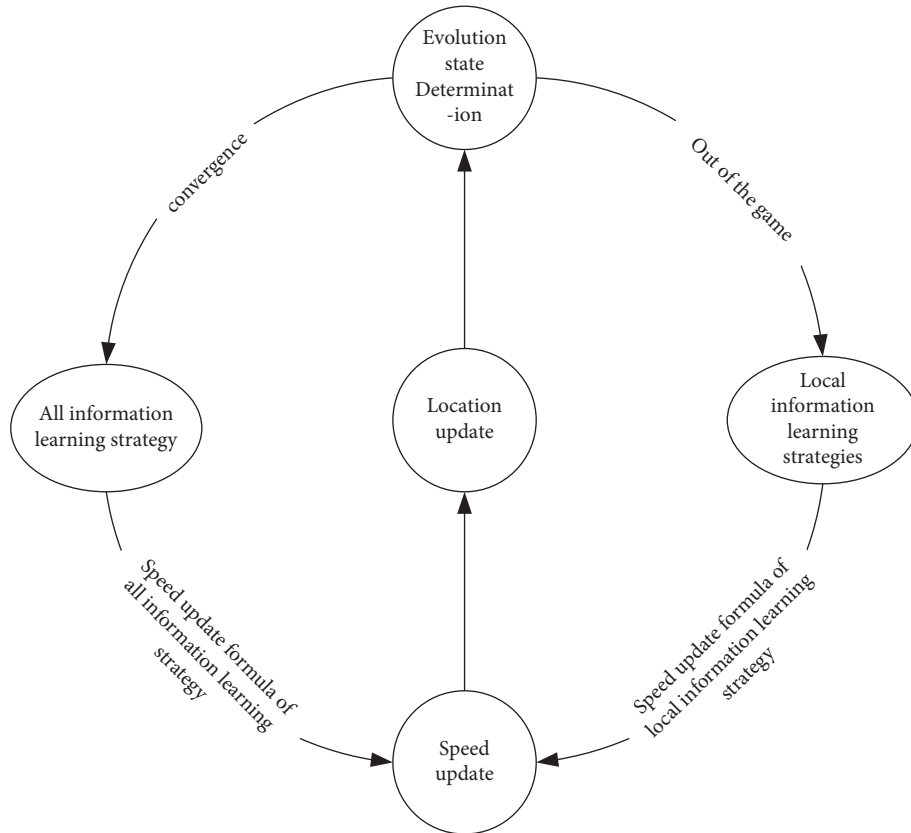 Evolution
state
Determinat
-ion
convergence
Out of the game
All information
learning strategy
Location
update
Local
information
learning
strategies
Speed update formula of
all information learning
strategy
Speed update formula of
local information learning
strategy
Speed
update